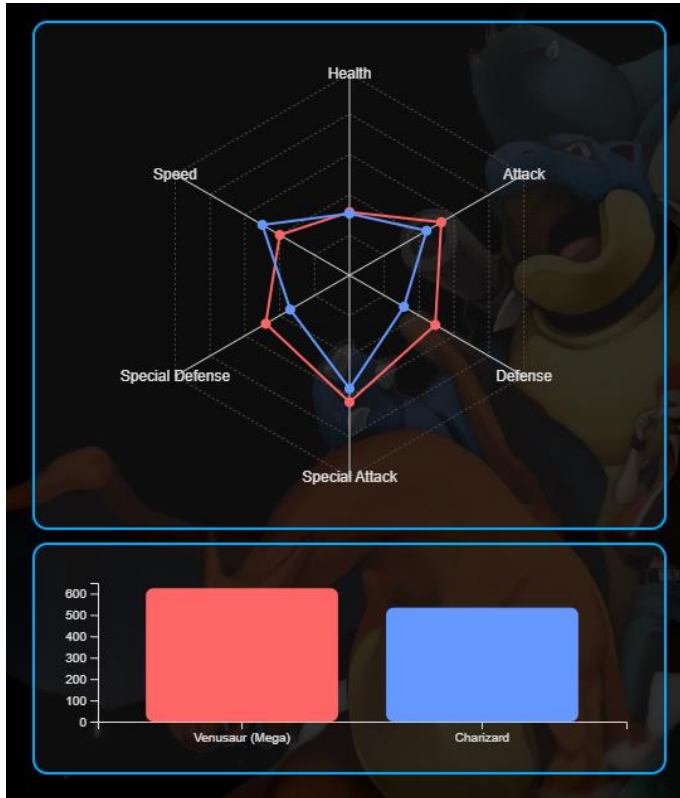 Health
Speed
Attack
Special Defense
Defense
Special Attack
600
500
400
300
200
100
0
Venusaur (Mega)
Charizard